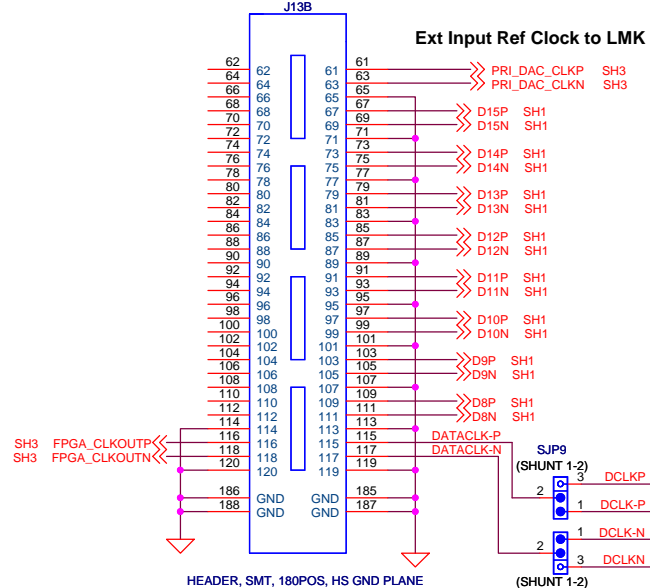 J13B
Ext Input Ref Clock to LMK
62 62 61 61 PRI_DAC_CLKP SH3
64 64 63 63 PRI_DAC_CLKN SH3
66 66 65 65
68 68 67 67 D15P SH1
70 70 69 69 D15N SH1
72 72 71 71
74 74 73 73 D14P SH1
76 76 75 75 D14N SH1
78 78 77 77
80 80 79 79 D13P SH1
82 82 81 81 D13N SH1
84 84 83 83
86 86 85 85 D12P SH1
88 88 87 87 D12N SH1
90 90 89 89
92 92 91 91 D11P SH1
94 94 93 93 D11N SH1
96 96 95 95
98 98 97 97 D10P SH1
100 100 99 99 D10N SH1
102 102 101 101
104 104 103 103 D9P SH1
106 106 105 105 D9N SH1
108 108 107 107
110 110 109 109 D8P SH1
112 112 111 111 D8N SH1
114 114 113 113
SH3 FPGA_CLKOUTP 116 116 115 115 DATACLK-P
SH3 FPGA_CLKOUTN 118 118 117 117 DATACLK-N
120 120 119 119
186 GND GND 185
188 GND GND 187
SJP9
(SHUNT 1-2)
3 DCLKP
2
1 DCLK-P
1 DCLK-N
2
3 DCLKN
(SHUNT 1-2)
HEADER, SMT, 180POS, HS GND PLANE